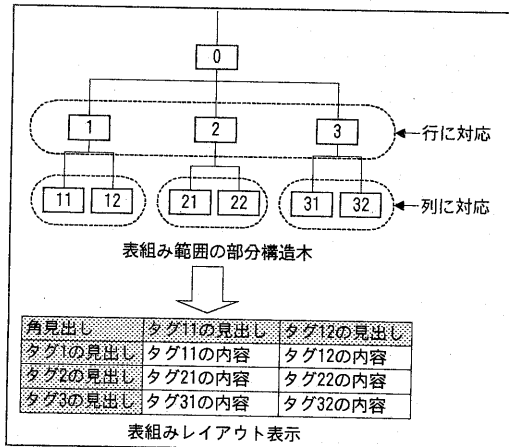 0
1 2 3 行に対応
11 12 21 22 31 32 列に対応
表組み範囲の部分構造木
角見出し タグ11の見出し タグ12の見出し
タグ1の見出し タグ11の内容 タグ12の内容
タグ2の見出し タグ21の内容 タグ22の内容
タグ3の見出し タグ31の内容 タグ32の内容
表組みレイアウト表示